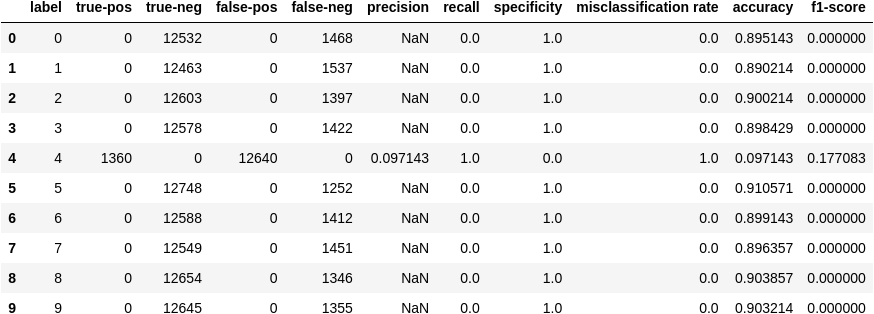 label true-pos true-neg false-pos false-neg precision recall specificity misclassification rate accuracy f1-score
0 0 0 12532 0 1468 NaN 0.0 1.0 0.0 0.895143 0.000000
1 1 0 12463 0 1537 NaN 0.0 1.0 0.0 0.890214 0.000000
2 2 0 12603 0 1397 NaN 0.0 1.0 0.0 0.900214 0.000000
3 3 0 12578 0 1422 NaN 0.0 1.0 0.0 0.898429 0.000000
4 4 1360 0 12640 0 0.097143 1.0 0.0 1.0 0.097143 0.177083
5 5 0 12748 0 1252 NaN 0.0 1.0 0.0 0.910571 0.000000
6 6 0 12588 0 1412 NaN 0.0 1.0 0.0 0.899143 0.000000
7 7 0 12549 0 1451 NaN 0.0 1.0 0.0 0.896357 0.000000
8 8 0 12654 0 1346 NaN 0.0 1.0 0.0 0.903857 0.000000
9 9 0 12645 0 1355 NaN 0.0 1.0 0.0 0.903214 0.000000